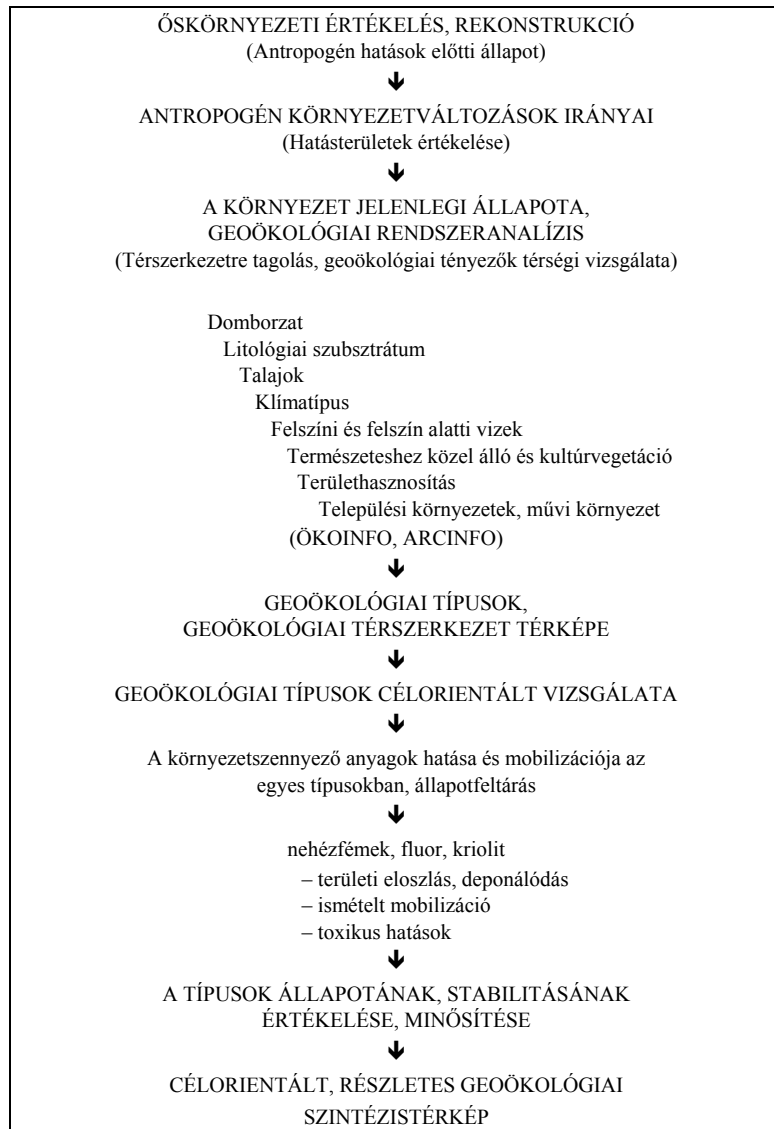 ŐSKÖRNYEZETI ÉRTÉKELÉS, REKONSTRUKCIÓ
(Antropogén hatások előtti állapot)
ANTROPOGÉN KÖRNYEZETVÁLTOZÁSOK IRÁNYAI
(Hatásterületek értékelése)
A KÖRNYEZET JELENLEGI ÁLLAPOTA,
GEOÖKOLÓGIAI RENDSZERANALÍZIS
(Térszerkezetre tagolás, geoökológiai tényezők térségi vizsgálata)
Domborzat
Litológiai szubsztrátum
Talajok
Klímatípus
Felszíni és felszín alatti vizek
Természeteshez közel álló és kultúrvegetáció
Területhasznosítás
Települési környezetek, művi környezet
(ÖKOINFO, ARCINFO)
GEOÖKOLÓGIAI TÍPUSOK,
GEOÖKOLÓGIAI TÉRSZERKEZET TÉRKÉPE
GEOÖKOLÓGIAI TÍPUSOK CÉLORIENTÁLT VIZSGÁLATA
A környezetszennyező anyagok hatása és mobilizációja az
egyes típusokban, állapotfeltárás
nehézfémek, fluor, kriolit
– területi eloszlás, deponálódás
– ismételt mobilizáció
– toxikus hatások
A TÍPUSOK ÁLLAPOTÁNAK, STABILITÁSÁNAK
ÉRTÉKELÉSE, MINŐSÍTÉSE
CÉLORIENTÁLT, RÉSZLETES GEOÖKOLÓGIAI
SZINTÉZISTÉRKÉP